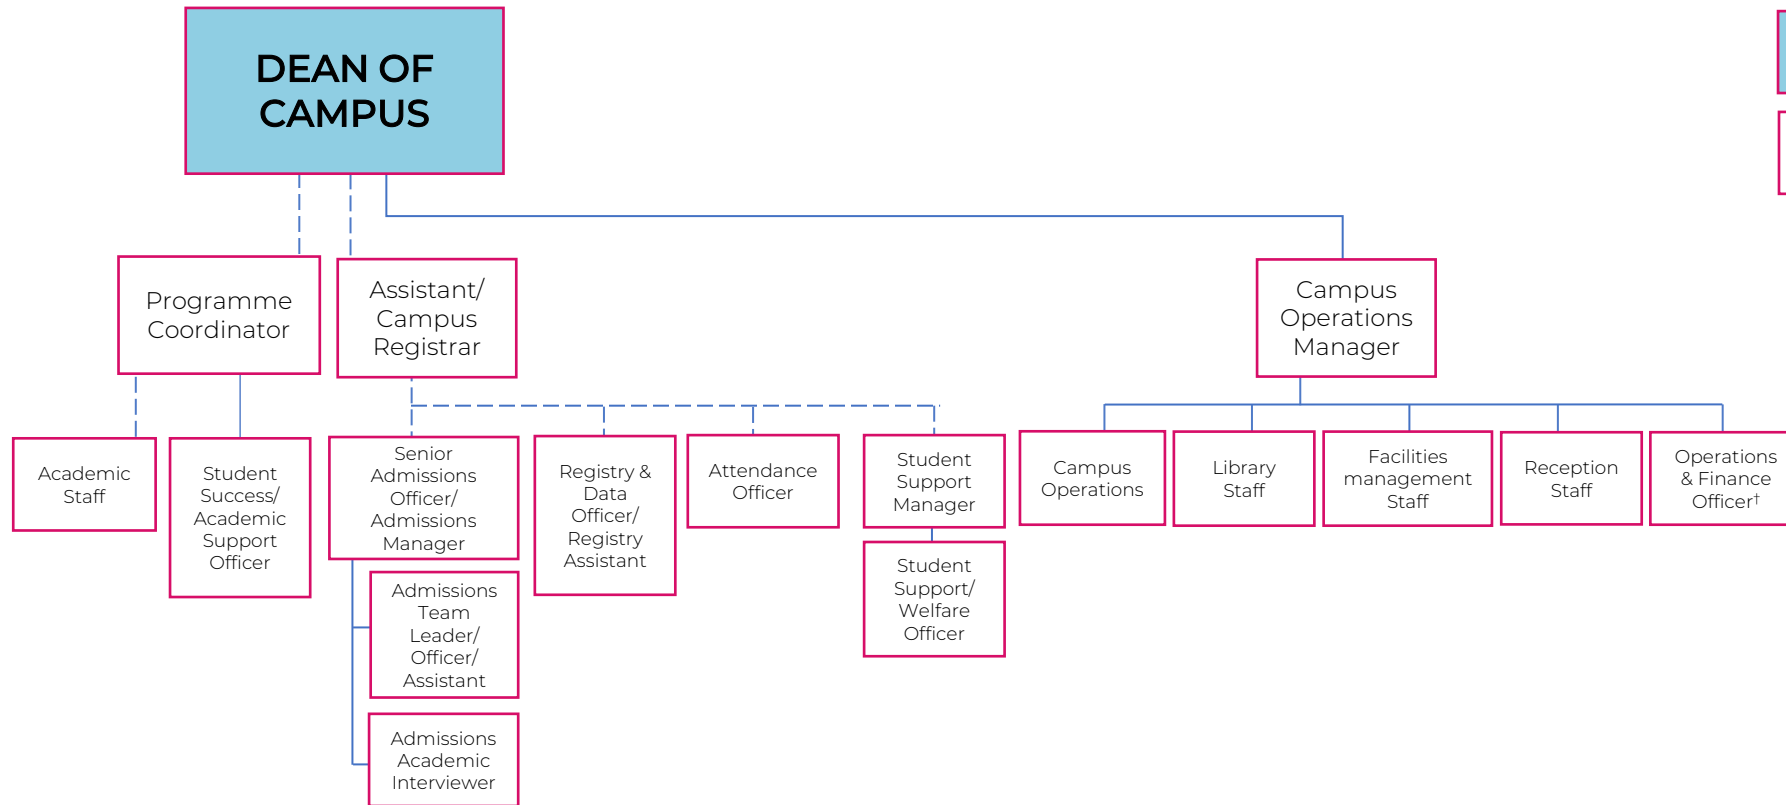 DEAN OF
CAMPUS
Programme
Coordinator
Assistant/
Campus
Registrar
Campus
Operations
Manager
Academic
Staff
Student
Success/
Academic
Support
Officer
Senior
Admissions
Officer/
Admissions
Manager
Registry &
Data
Officer/
Registry
Assistant
Attendance
Officer
Student
Support
Manager
Campus
Operations
Library
Staff
Facilities
management
Staff
Reception
Staff
Operations
& Finance
Officer†
Admissions
Team
Leader/
Officer/
Assistant
Student
Support/
Welfare
Officer
Admissions
Academic
Interviewer